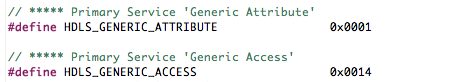 // ***** Primary Service 'Generic Attribute'
#define HDLS_GENERIC_ATTRIBUTE 0x0001
// ***** Primary Service 'Generic Access'
#define HDLS_GENERIC_ACCESS 0x0014